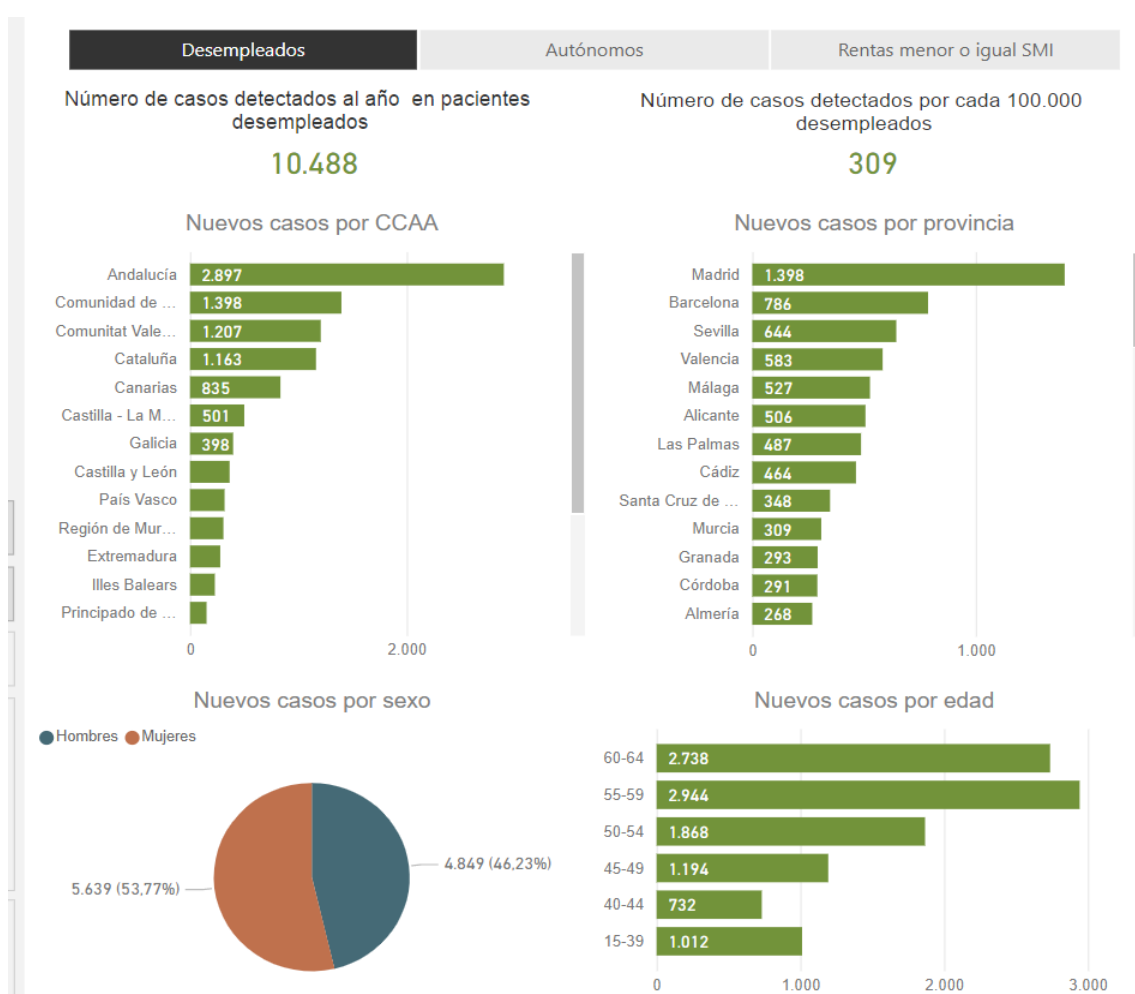 Desempleados
Autónomos
Rentas menor o igual SMI
Número de casos detectados al año en pacientes
desempleados
10.488
Número de casos detectados por cada 100.000
desempleados
309
Nuevos casos por CCAA
Andalucía 2.897
Comunidad de ... 1.398
Comunitat Vale... 1.207
Cataluña 1.163
Canarias 835
Castilla - La M... 501
Galicia 398
Castilla y León
País Vasco
Región de Mur...
Extremadura
Illes Balears
Principado de ...
0 2.000
Nuevos casos por provincia
Madrid 1.398
Barcelona 786
Sevilla 644
Valencia 583
Málaga 527
Alicante 506
Las Palmas 487
Cádiz 464
Santa Cruz de ... 348
Murcia 309
Granada 293
Córdoba 291
Almería 268
0 1.000
Nuevos casos por sexo
Hombres Mujeres
4.849 (46,23%)
5.639 (53,77%)
Nuevos casos por edad
60-64 2.738
55-59 2.944
50-54 1.868
45-49 1.194
40-44 732
15-39 1.012
0 1.000 2.000 3.000